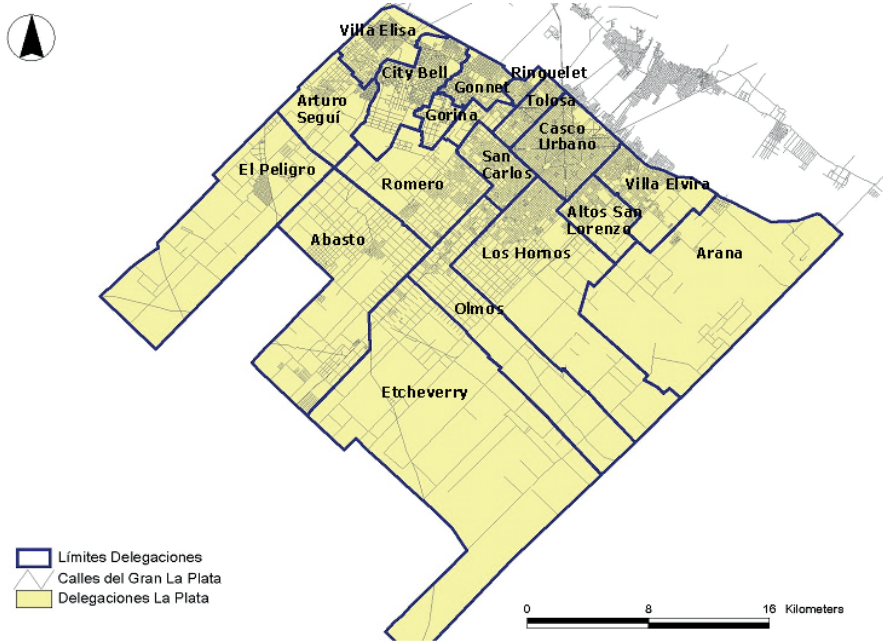 Villa Elisa
City Bell
Rinquelet
Gonnet
Arturo
Seguí
Tolosa
Gorina
Casco
Urbano
San
Carlos
El Peligro
Romero
Villa Elvira
Altos San
Lorenzo
Abasto
Los Hornos
Arana
Olmos
Etcheverry
Límites Delegaciones
Calles del Gran La Plata
Delegaciones La Plata
0 8 16 Kilometers